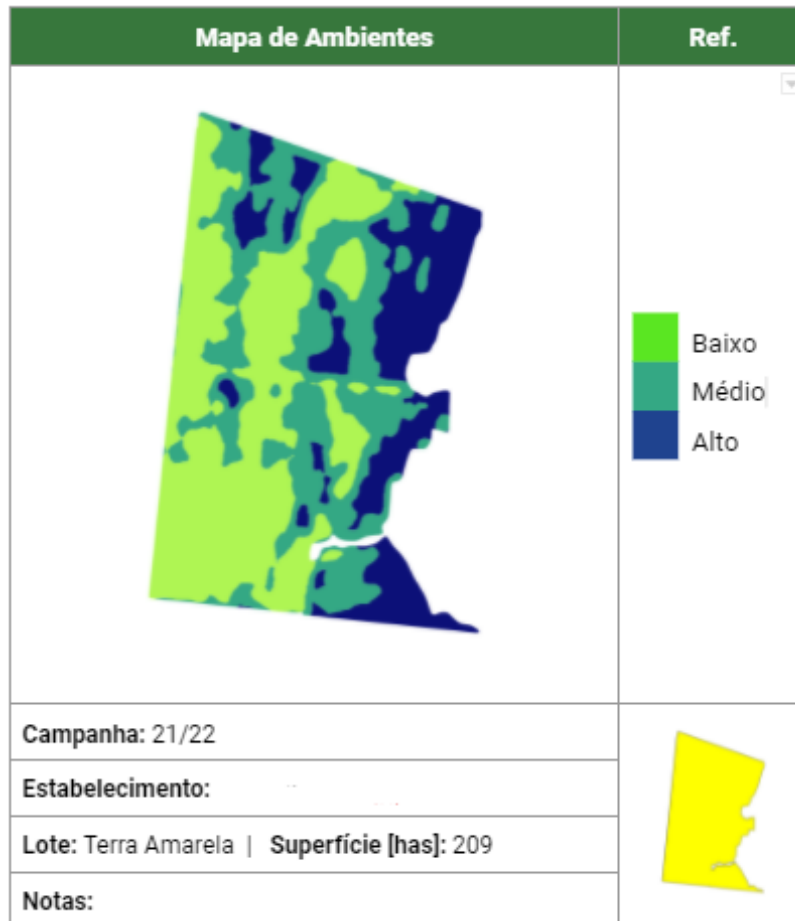 Mapa de Ambientes
Ref.
Baixo
Médio
Alto
Campanha: 21/22
Estabelecimento:
Lote: Terra Amarela | Superfície [has]: 209
Notas: